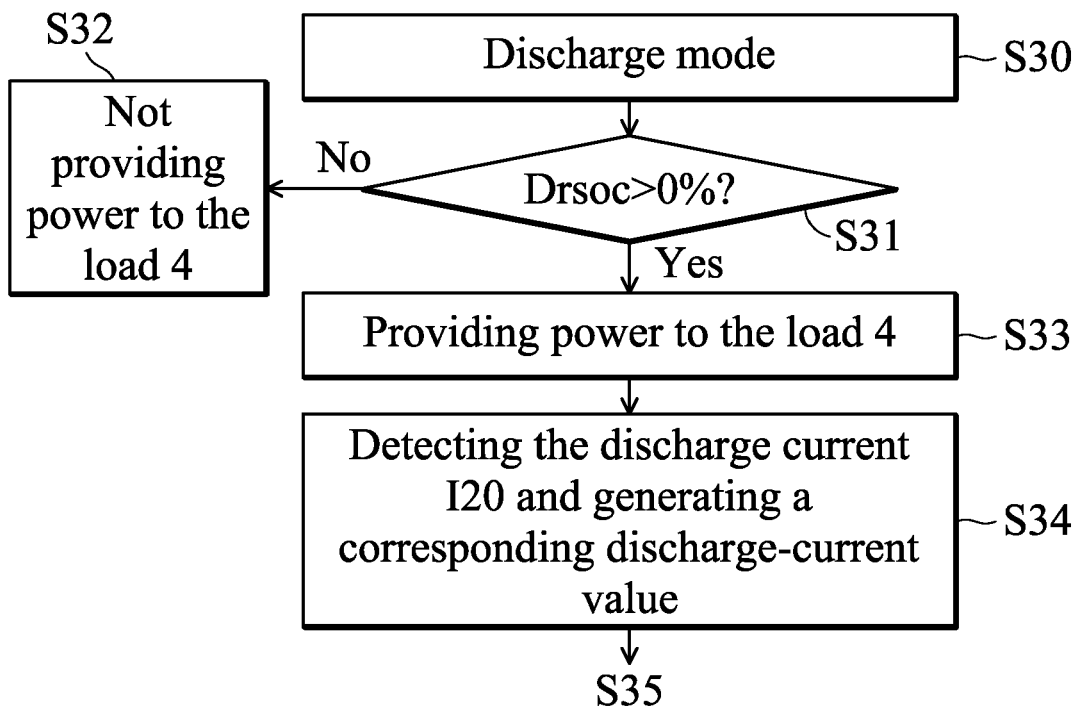 S32
Discharge mode
S30
Not
providing
power to the
load 4
No
Drsoc>0%?
S31
Yes
Providing power to the load 4
S33
Detecting the discharge current
I20 and generating a
corresponding discharge-current
value
S34
S35